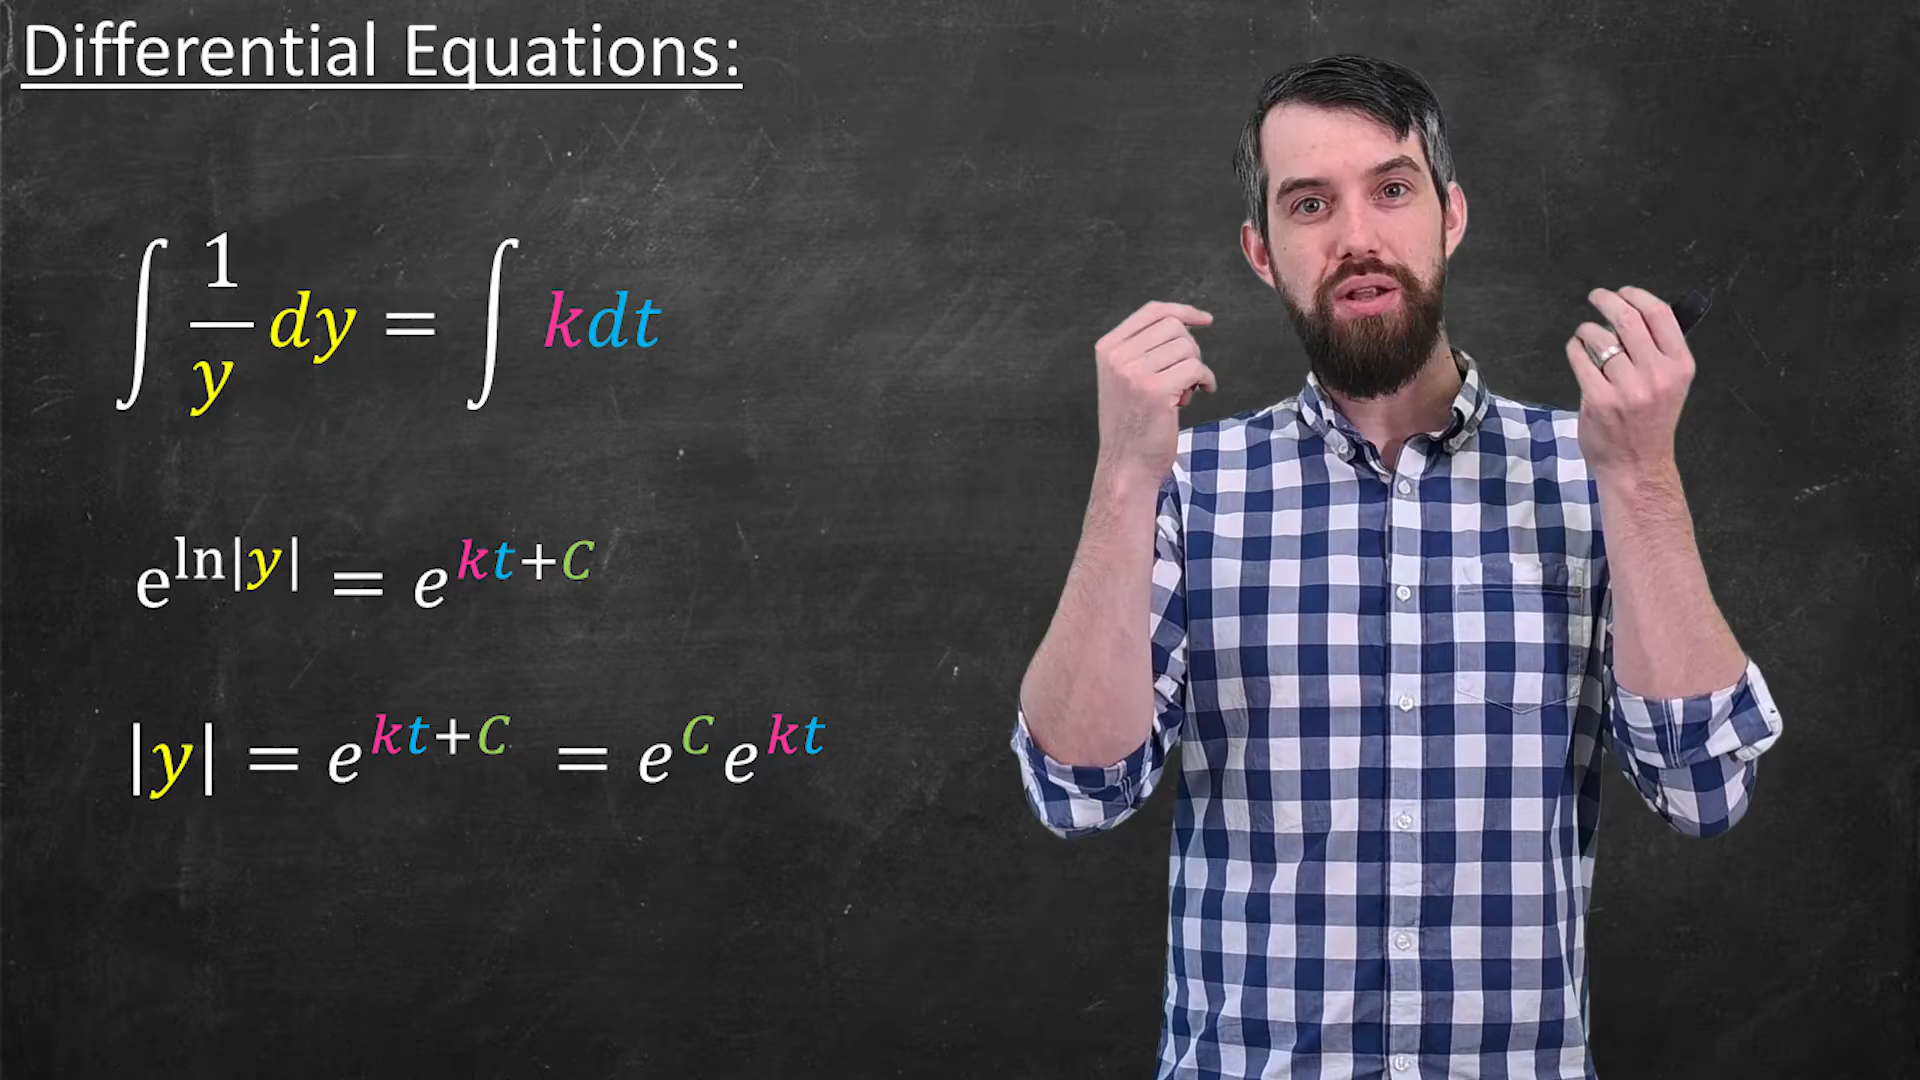 Differential Equations:
∫ 1/y dy = ∫ kdt
e^{ln|y|} = e^{kt+C}
|y| = e^{kt+C} = e^C e^{kt}